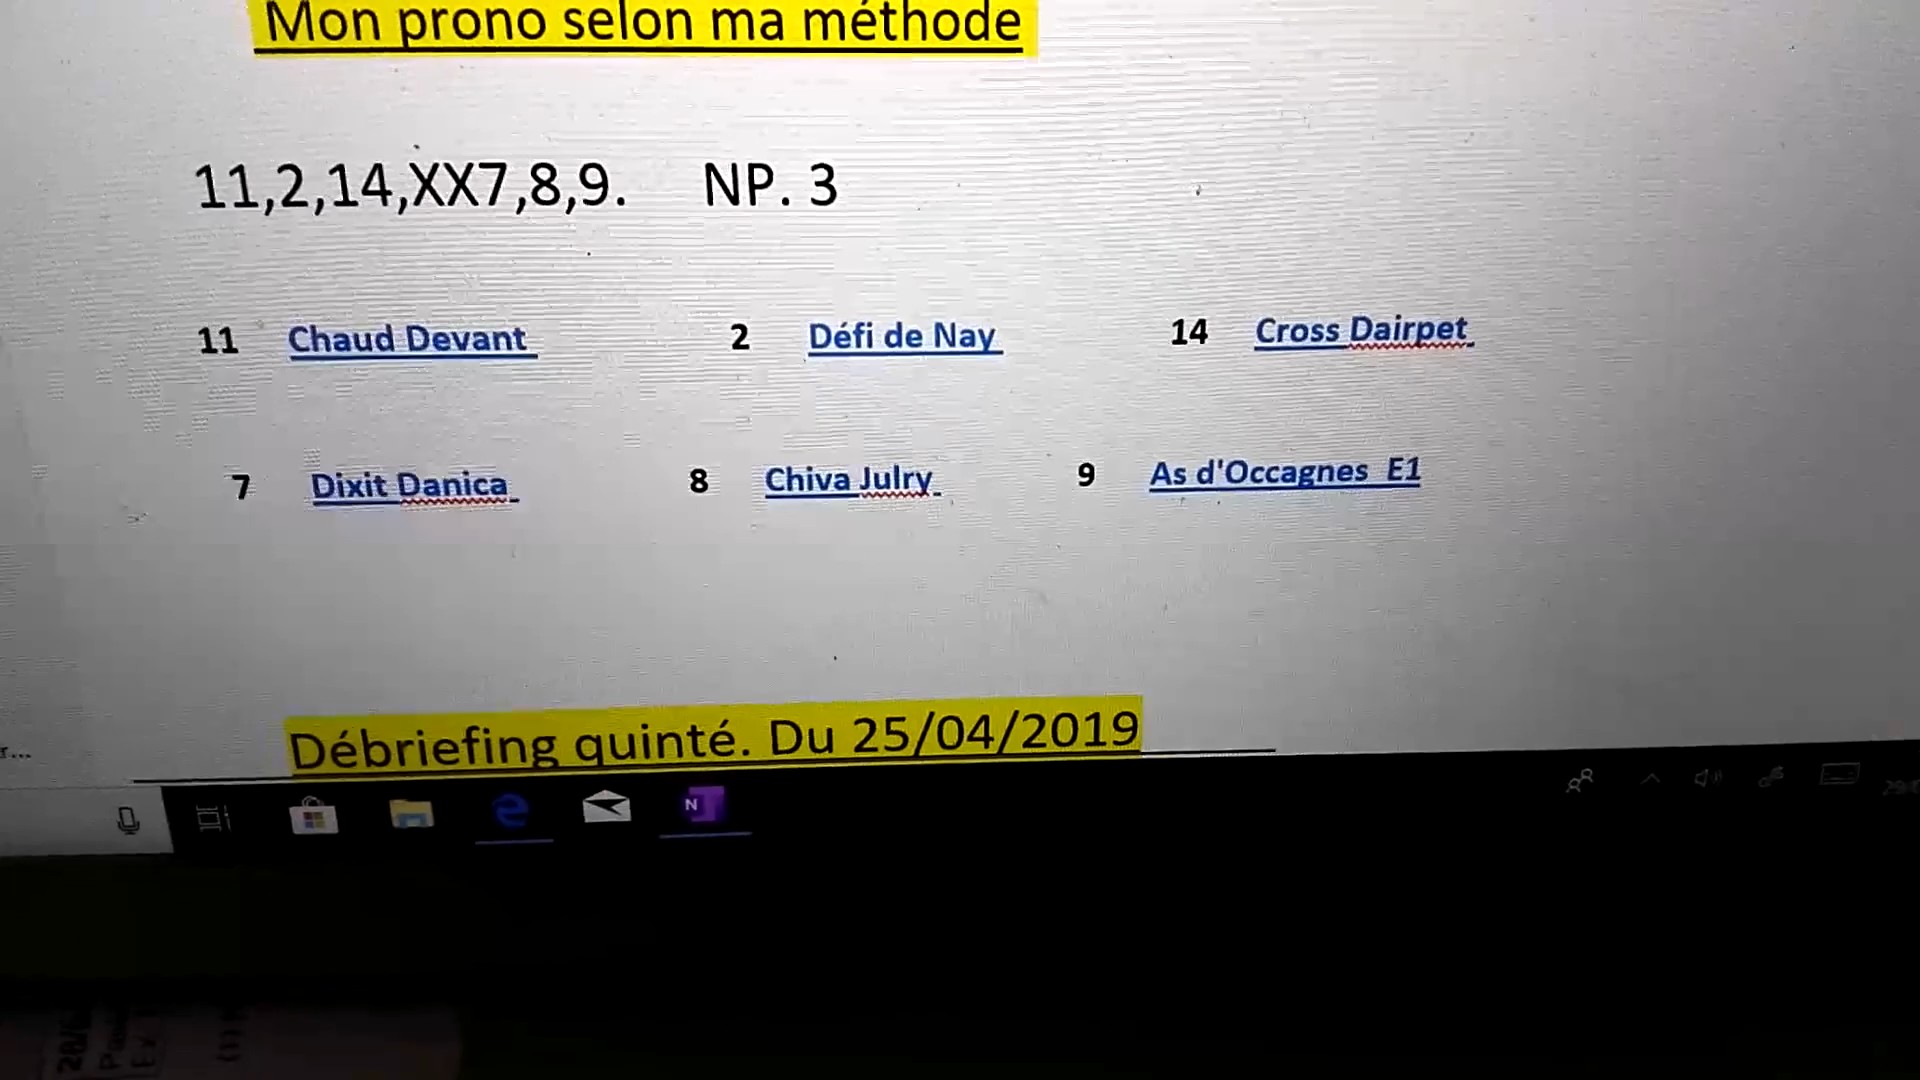 Mon prono selon ma méthode
11,2,14,XX7,8,9. NP. 3
11 Chaud Devant 2 Défi de Nay 14 Cross Dairpet
7 Dixit Danica 8 Chiva Julry 9 As d'Occagnes E1
Débriefing quinté. Du 25/04/2019
N